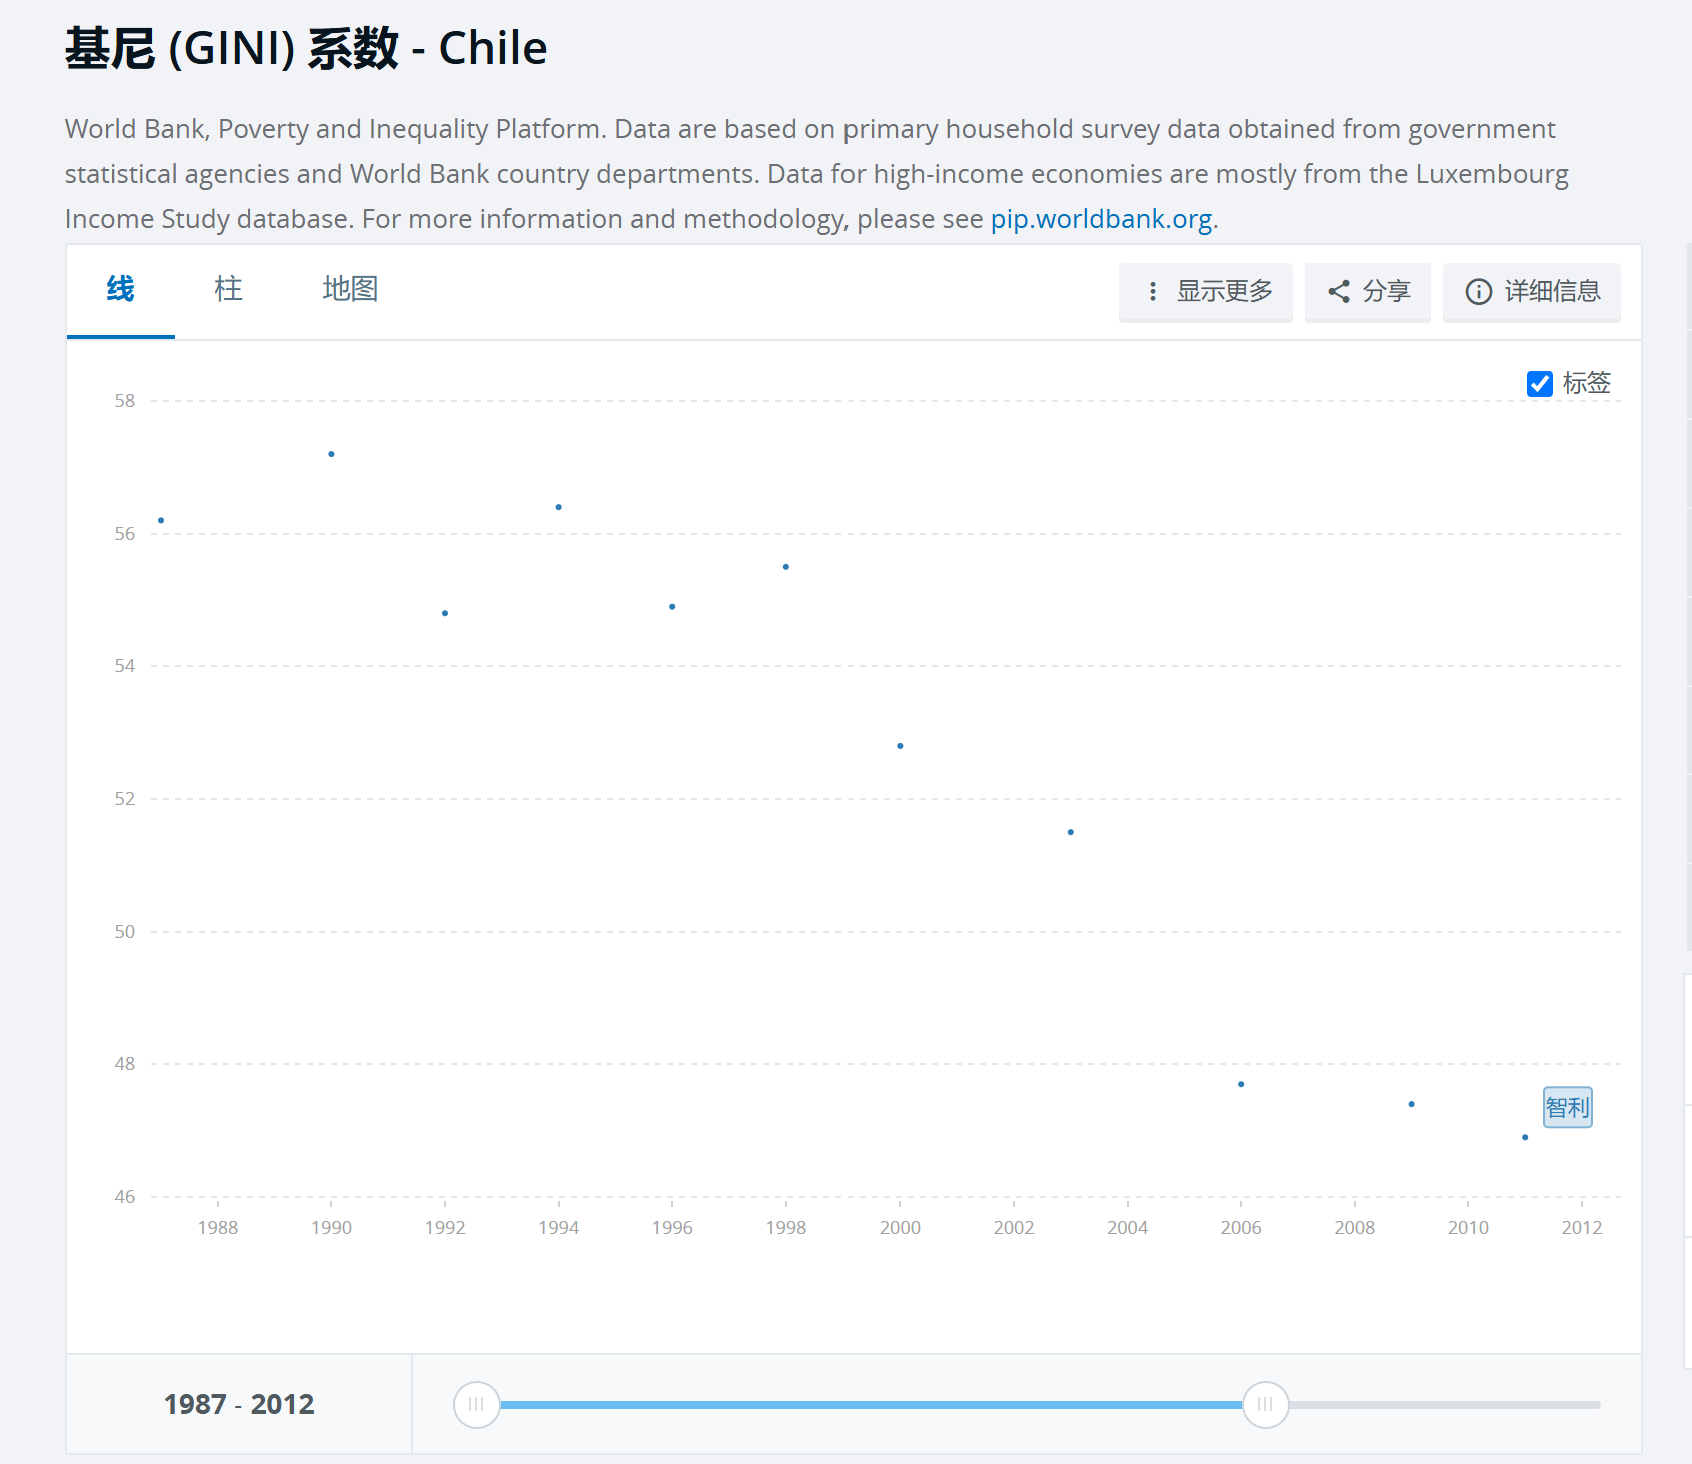 基尼 (GINI) 系数 - Chile
World Bank, Poverty and Inequality Platform. Data are based on primary household survey data obtained from government
statistical agencies and World Bank country departments. Data for high-income economies are mostly from the Luxembourg
Income Study database. For more information and methodology, please see pip.worldbank.org.
线 柱 地图 显示更多 分享 详细信息
标签
58
56
54
52
50
48
智利
46
1988 1990 1992 1994 1996 1998 2000 2002 2004 2006 2008 2010 2012
1987 - 2012